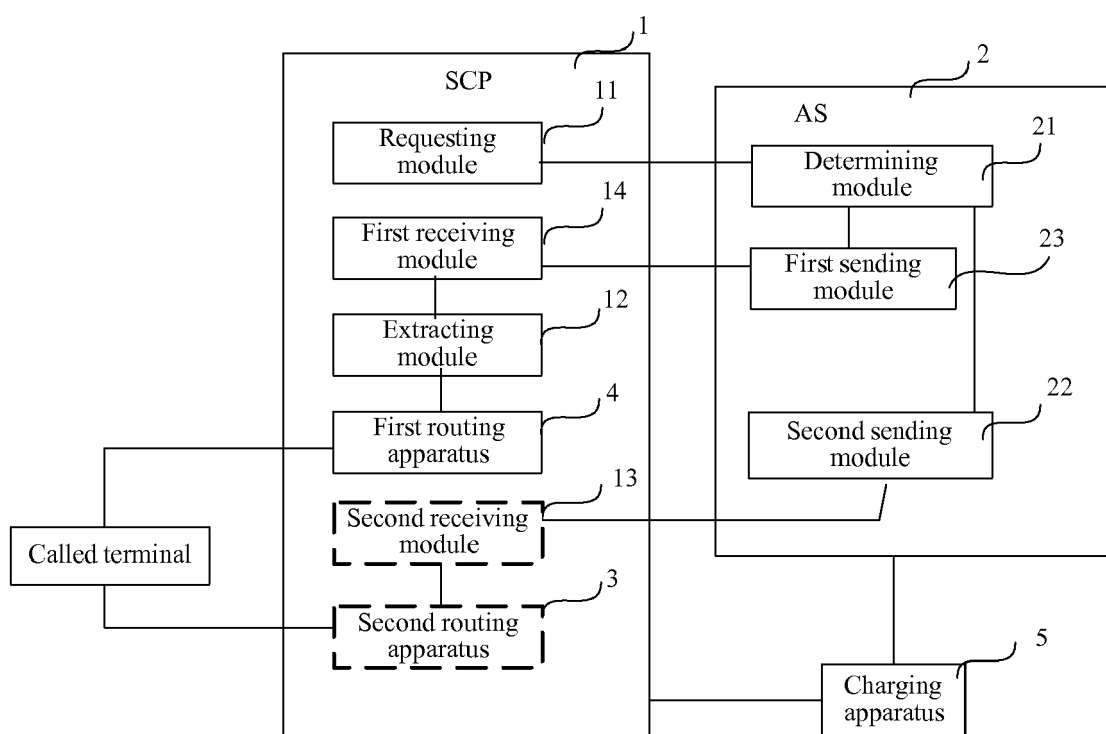 1
SCP
2
AS
11
Requesting
module
21
Determining
module
14
First receiving
module
23
First sending
module
12
Extracting
module
4
First routing
apparatus
22
Second sending
module
13
Second receiving
module
Called terminal
3
Second routing
apparatus
5
Charging
apparatus